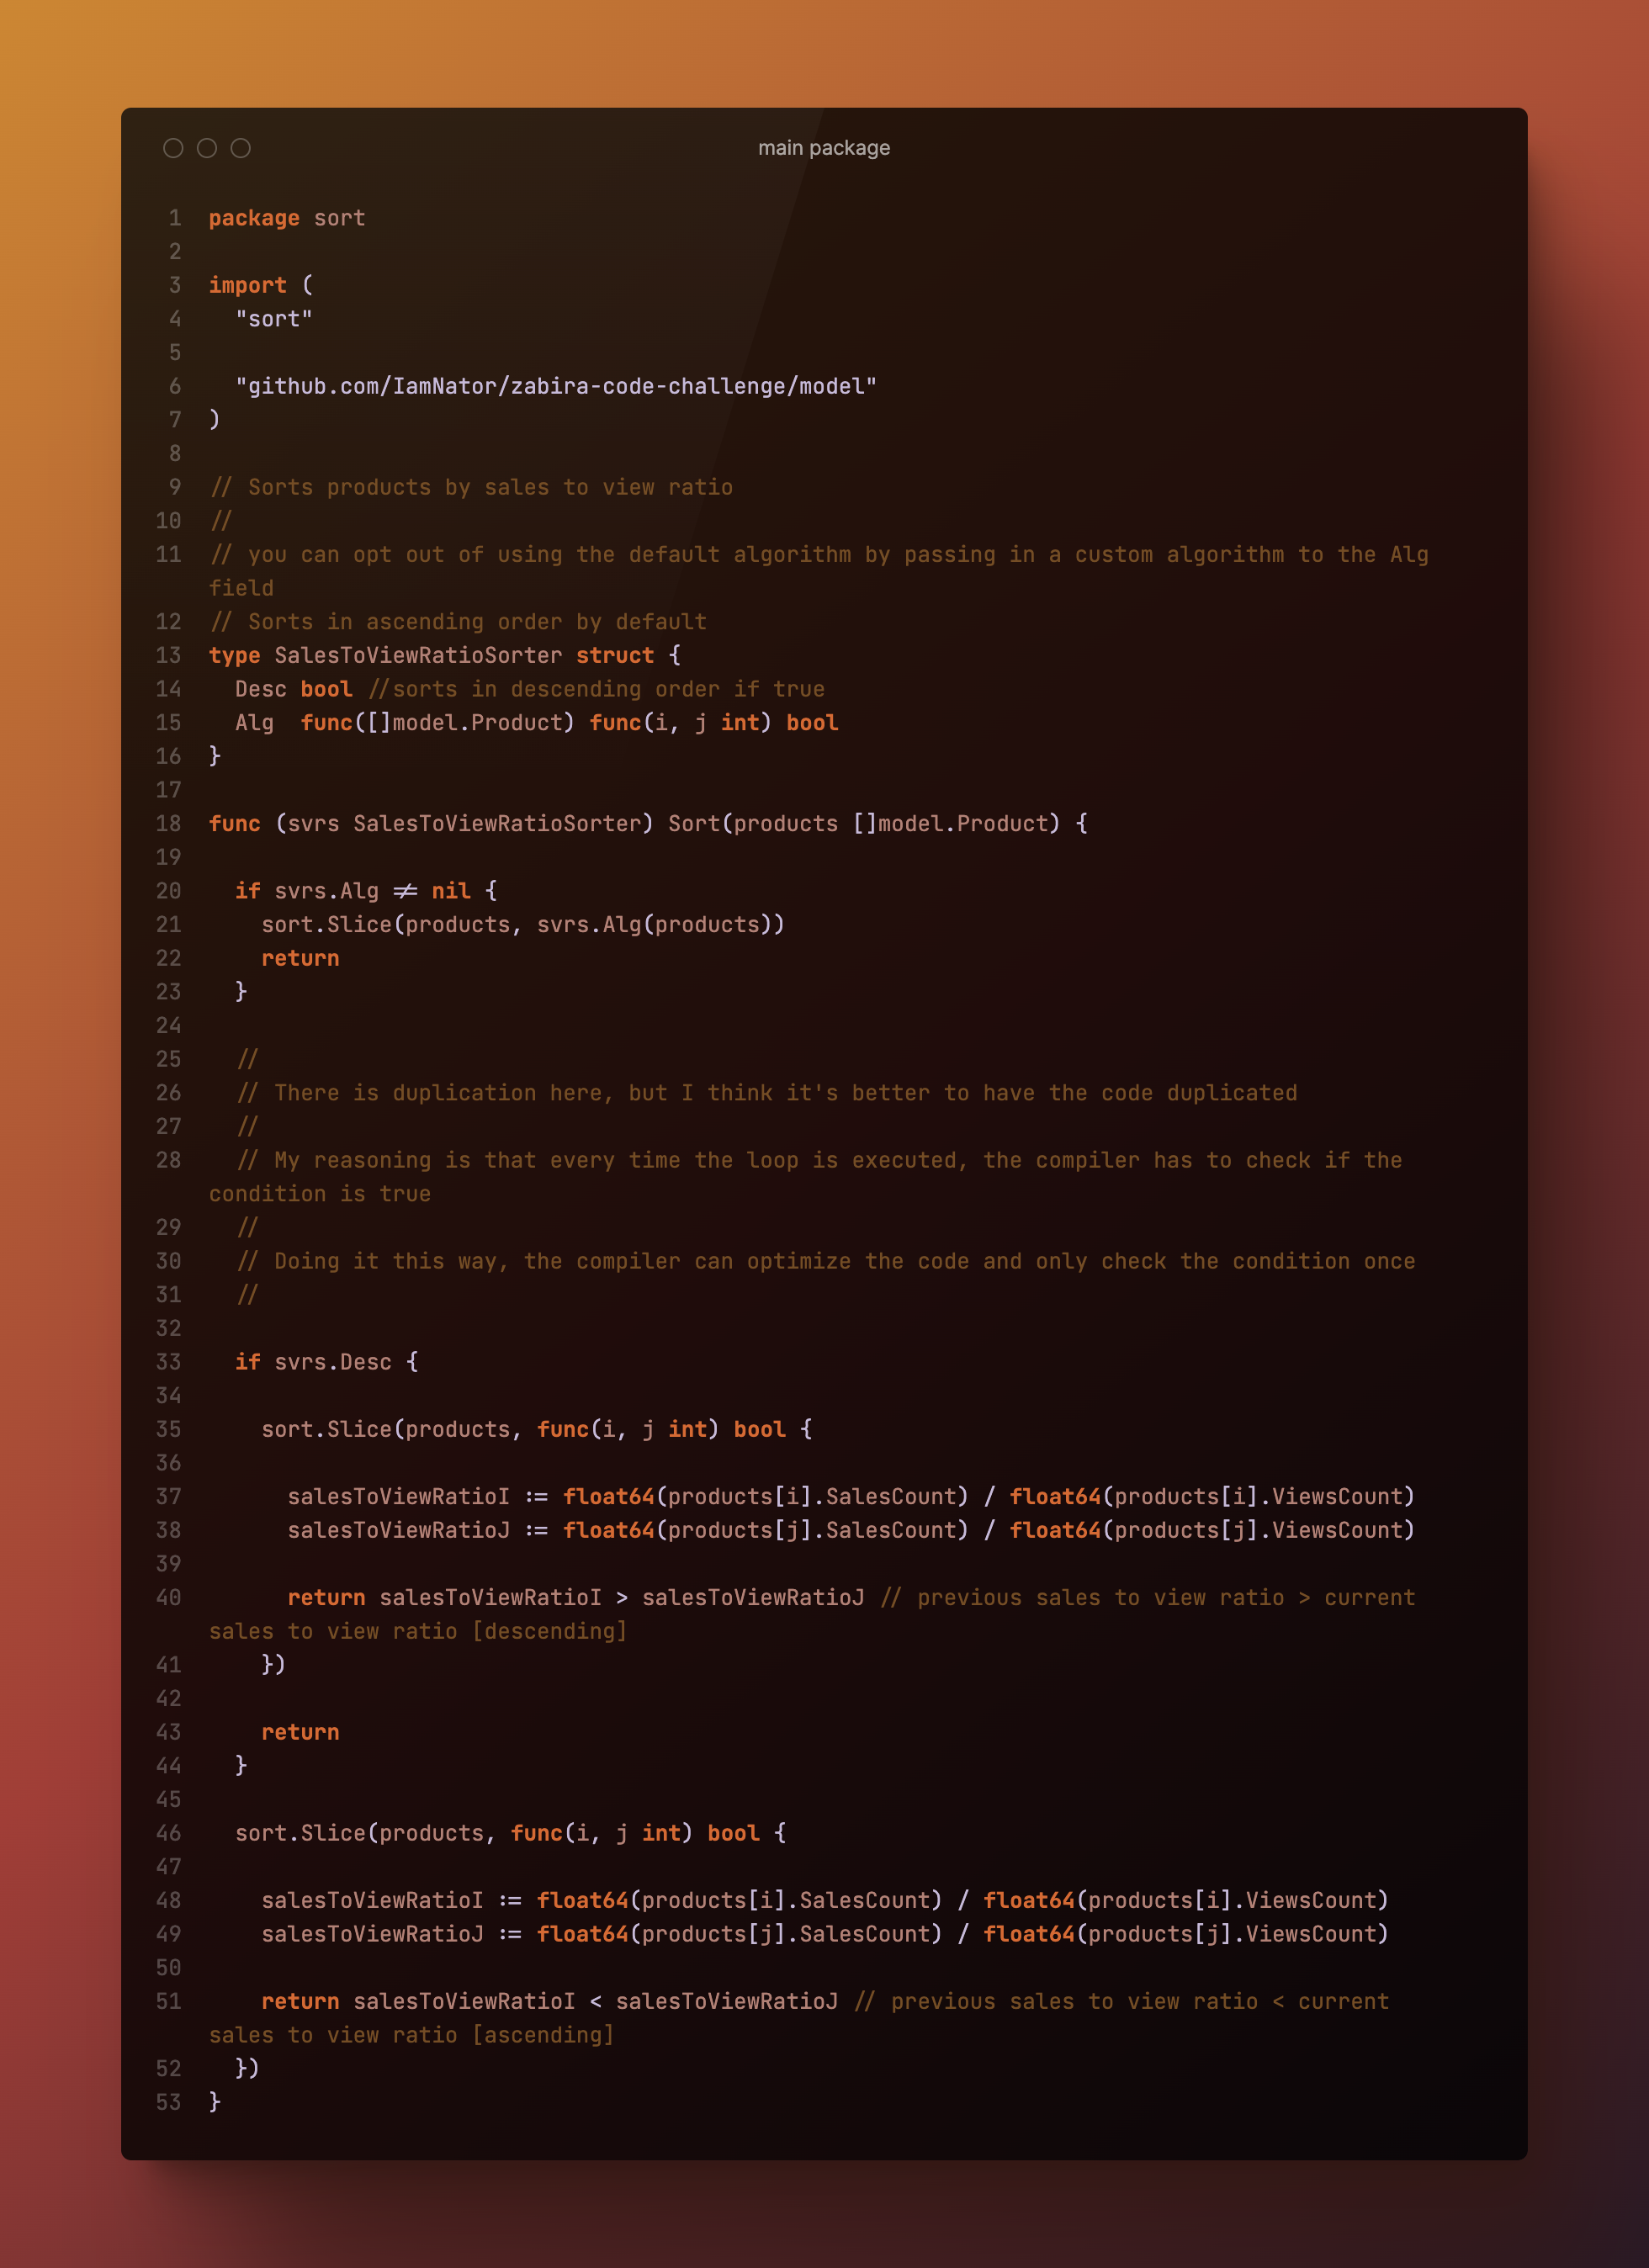 main package
1 package sort
2
3 import (
4   "sort"
5
6   "github.com/IamNator/zabira-code-challenge/model"
7 )
8
9 // Sorts products by sales to view ratio
10 //
11 // you can opt out of using the default algorithm by passing in a custom algorithm to the Alg
field
12 // Sorts in ascending order by default
13 type SalesToViewRatioSorter struct {
14   Desc bool //sorts in descending order if true
15   Alg  func([]model.Product) func(i, j int) bool
16 }
17
18 func (svrs SalesToViewRatioSorter) Sort(products []model.Product) {
19
20   if svrs.Alg != nil {
21     sort.Slice(products, svrs.Alg(products))
22     return
23   }
24
25   //
26   // There is duplication here, but I think it's better to have the code duplicated
27   //
28   // My reasoning is that every time the loop is executed, the compiler has to check if the
condition is true
29   //
30   // Doing it this way, the compiler can optimize the code and only check the condition once
31   //
32
33   if svrs.Desc {
34
35     sort.Slice(products, func(i, j int) bool {
36
37       salesToViewRatioI := float64(products[i].SalesCount) / float64(products[i].ViewsCount)
38       salesToViewRatioJ := float64(products[j].SalesCount) / float64(products[j].ViewsCount)
39
40       return salesToViewRatioI > salesToViewRatioJ // previous sales to view ratio > current
sales to view ratio [descending]
41     })
42
43     return
44   }
45
46   sort.Slice(products, func(i, j int) bool {
47
48     salesToViewRatioI := float64(products[i].SalesCount) / float64(products[i].ViewsCount)
49     salesToViewRatioJ := float64(products[j].SalesCount) / float64(products[j].ViewsCount)
50
51     return salesToViewRatioI < salesToViewRatioJ // previous sales to view ratio < current
sales to view ratio [ascending]
52   })
53 }